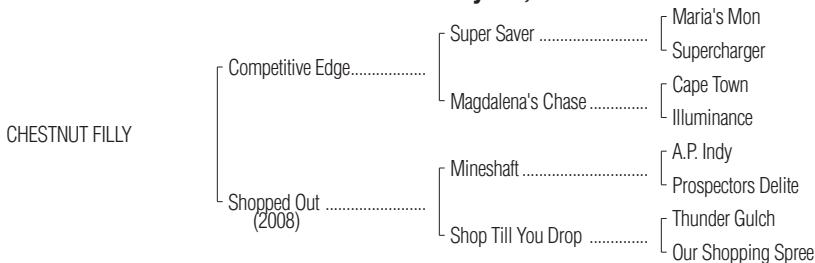 Maria's Mon
Super Saver ..........................
Supercharger
Competitive Edge..................
Cape Town
Magdalena's Chase ..............
Illuminance
CHESTNUT FILLY
A.P. Indy
Mineshaft ..............................
Prospectors Delite
Shopped Out ........................
(2008)
Thunder Gulch
Shop Till You Drop ..............
Our Shopping Spree